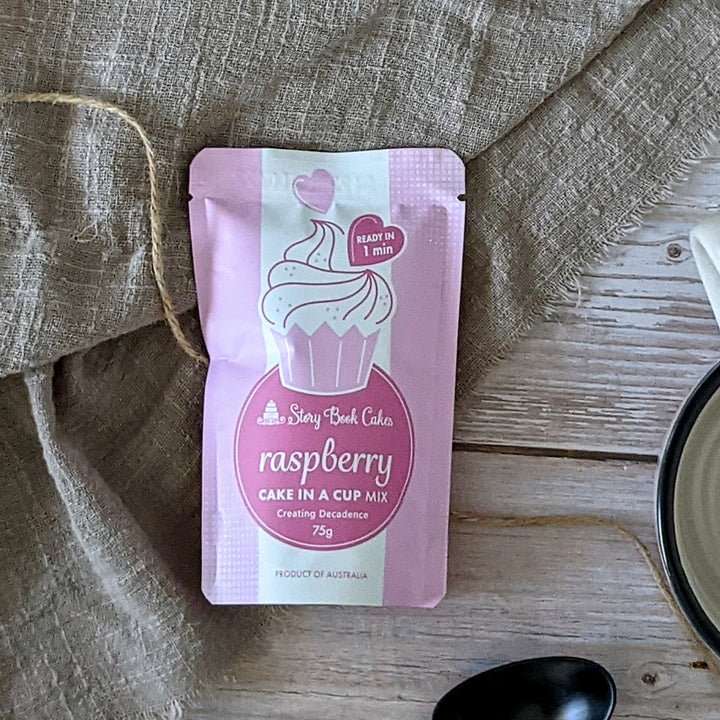 READY IN
1 min
Story Book Cakes
raspberry
CAKE IN A CUP MIX
Creating Decadence
75g
PRODUCT OF AUSTRALIA